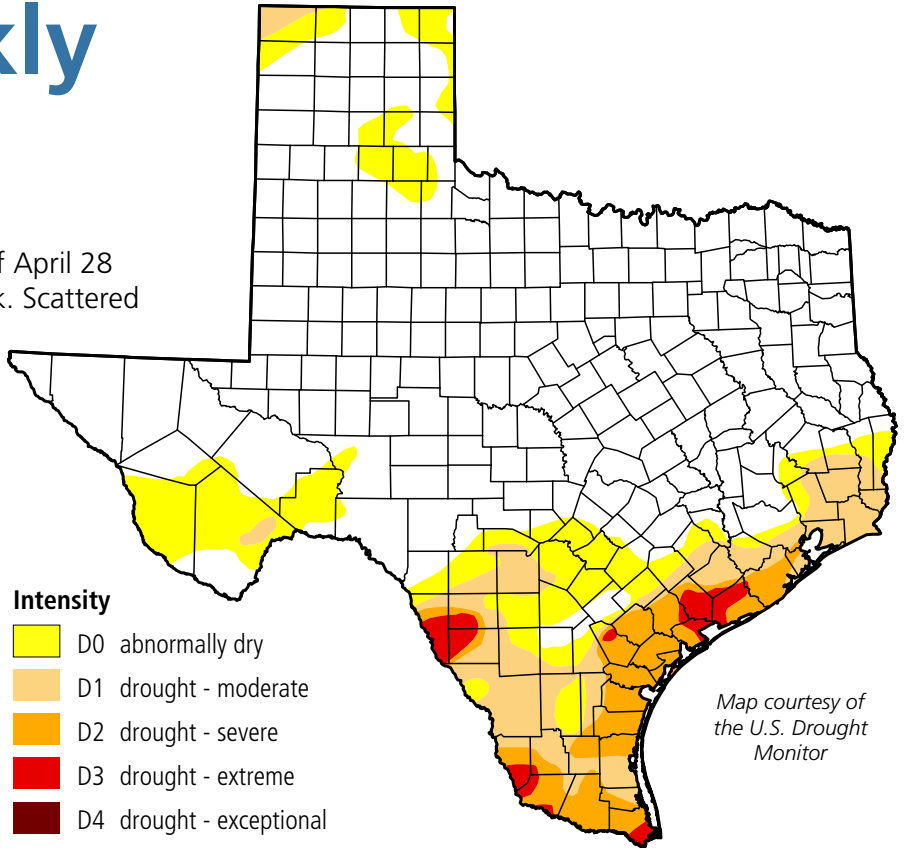 kly
f April 28
k. Scattered
Intensity
D0 abnormally dry
D1 drought - moderate
D2 drought - severe
D3 drought - extreme
D4 drought - exceptional
Map courtesy of
the U.S. Drought
Monitor